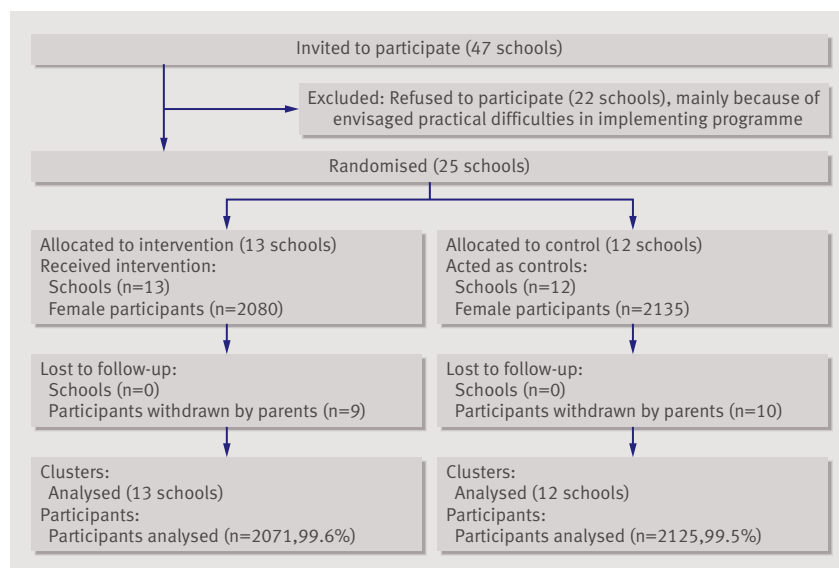 Invited to participate (47 schools)
Excluded: Refused to participate (22 schools), mainly because of
envisaged practical difficulties in implementing programme
Randomised (25 schools)
Allocated to intervention (13 schools)
Received intervention:
Schools (n=13)
Female participants (n=2080)
Allocated to control (12 schools)
Acted as controls:
Schools (n=12)
Female participants (n=2135)
Lost to follow-up:
Schools (n=0)
Participants withdrawn by parents (n=9)
Lost to follow-up:
Schools (n=0)
Participants withdrawn by parents (n=10)
Clusters:
Analysed (13 schools)
Participants:
Participants analysed (n=2071,99.6%)
Clusters:
Analysed (12 schools)
Participants:
Participants analysed (n=2125,99.5%)